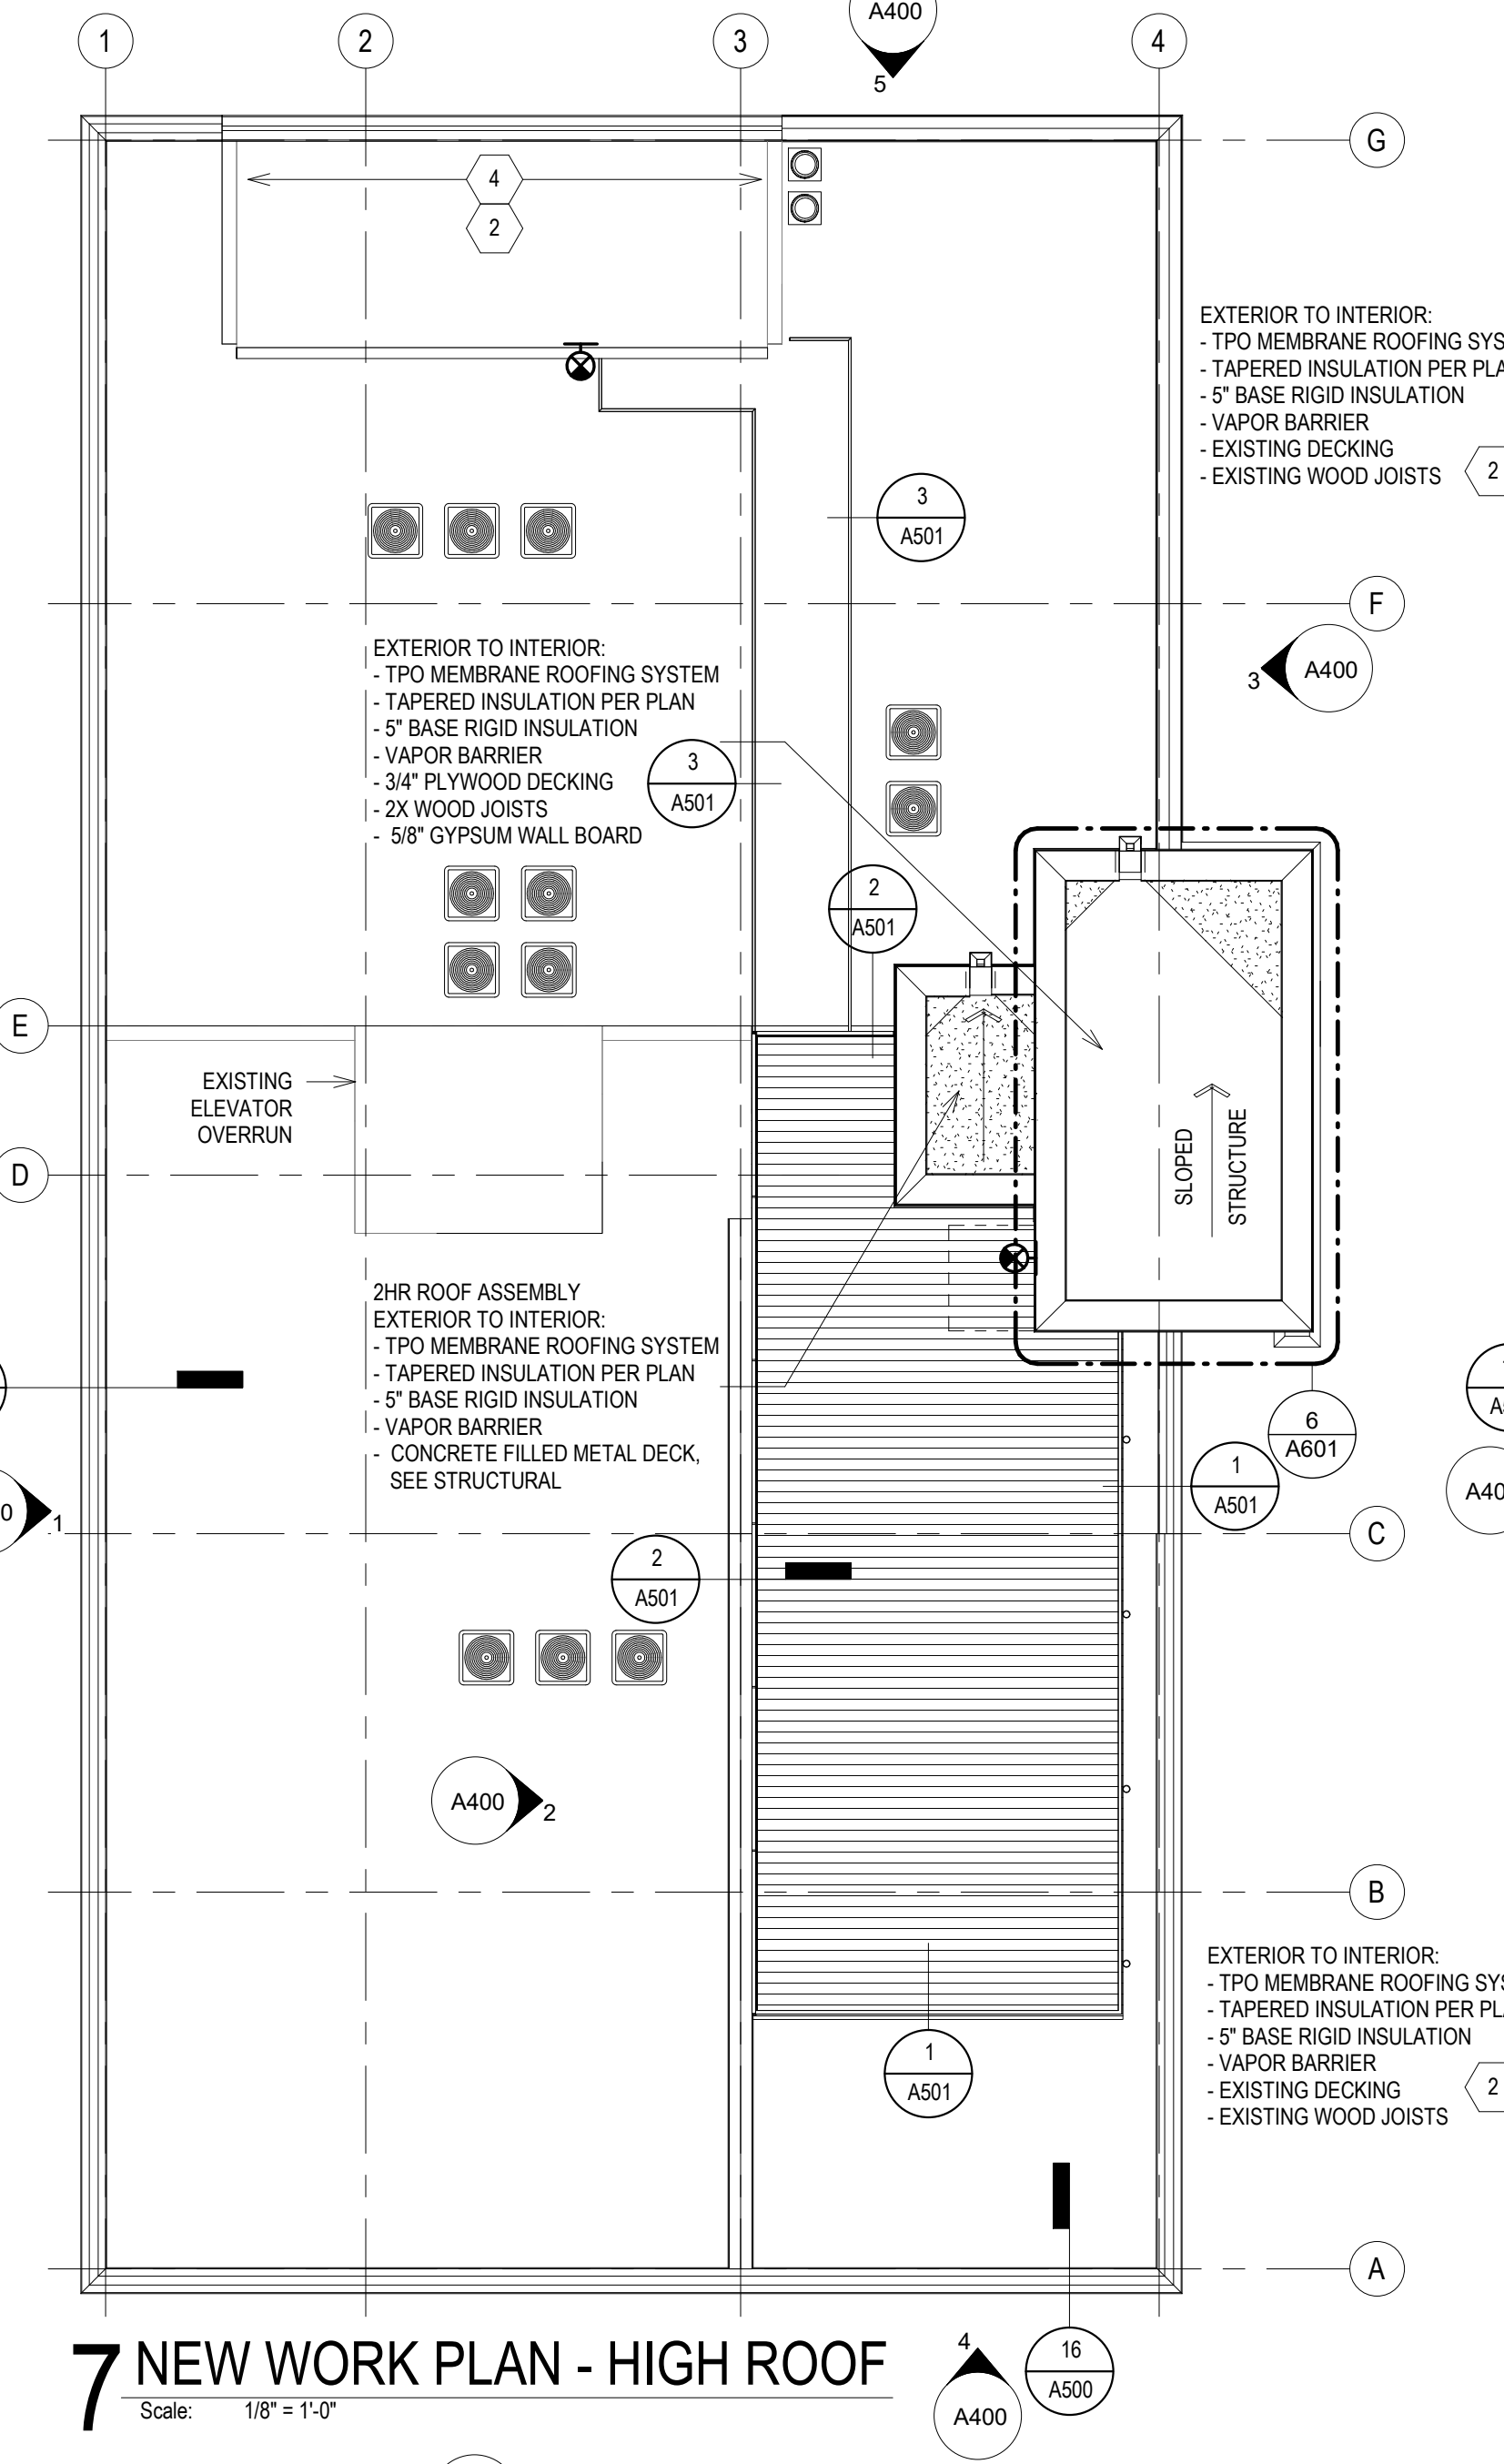 A400
5
1
2
3
4
G
4
2
EXTERIOR TO INTERIOR:
- TPO MEMBRANE ROOFING
- TAPERED INSULATION PER
- 5" BASE RIGID INSULATION
- VAPOR BARRIER
- EXISTING DECKING
- EXISTING WOOD JOISTS
2
3
A501
F
3
A400
EXTERIOR TO INTERIOR:
- TPO MEMBRANE ROOFING SYSTEM
- TAPERED INSULATION PER PLAN
- 5" BASE RIGID INSULATION
- VAPOR BARRIER
- 3/4" PLYWOOD DECKING
- 2X WOOD JOISTS
- 5/8" GYPSUM WALL BOARD
3
A501
2
A501
E
EXISTING
ELEVATOR
OVERRUN
D
SLOPED
STRUCTURE
2HR ROOF ASSEMBLY
EXTERIOR TO INTERIOR:
- TPO MEMBRANE ROOFING SYSTEM
- TAPERED INSULATION PER PLAN
- 5" BASE RIGID INSULATION
- VAPOR BARRIER
- CONCRETE FILLED METAL DECK,
SEE STRUCTURAL
6
A601
1
A501
1
C
2
A501
A400
2
B
EXTERIOR TO INTERIOR:
- TPO MEMBRANE ROOFING
- TAPERED INSULATION PER
- 5" BASE RIGID INSULATION
- VAPOR BARRIER
- EXISTING DECKING
- EXISTING WOOD JOISTS
2
1
A501
A
7 NEW WORK PLAN - HIGH ROOF
Scale: 1/8" = 1'-0"
4
A400
16
A500